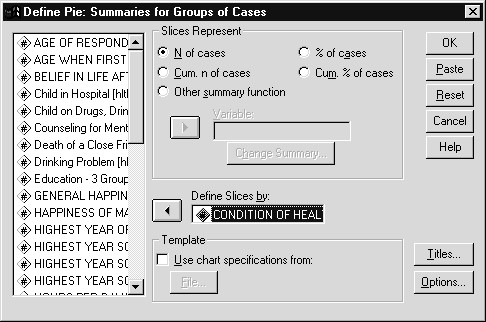 Define Pie: Summaries for Groups of Cases
AGE OF RESPOND
AGE WHEN FIRST
BELIEF IN LIFE AFT
Child in Hospital [hlt
Child on Drugs, Drin
Counseling for Ment
Death of a Close Fri
Drinking Problem [hl
Education - 3 Group
GENERAL HAPPIN
HAPPINESS OF MA
HIGHEST YEAR OF
HIGHEST YEAR SC
HIGHEST YEAR SC
HIGHEST YEAR SC
Slices Represent
N of cases
% of cases
Cum. n of cases
Cum. % of cases
Other summary function
Variable:
Change Summary...
Define Slices by:
CONDITION OF HEAL
Template
Use chart specifications from:
File...
OK
Paste
Reset
Cancel
Help
Titles...
Options...